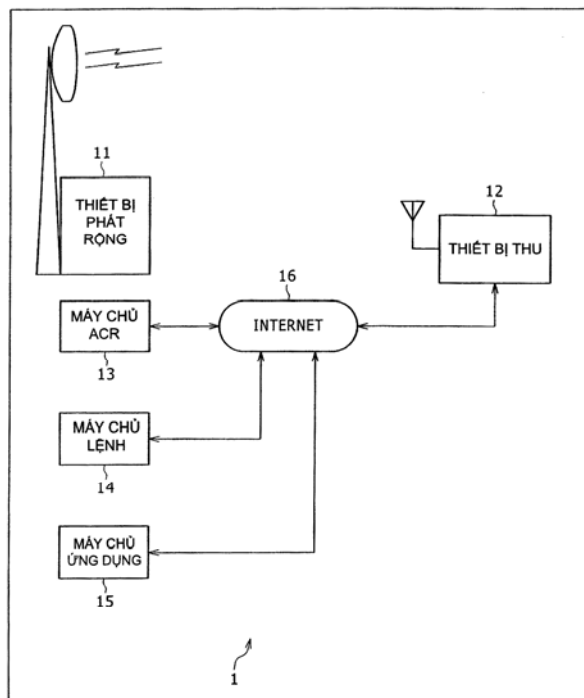 11
THIẾT BỊ
PHÁT
RỘNG
12
THIẾT BỊ THU
16
INTERNET
MÁY CHỦ
ACR
13
MÁY CHỦ
LỆNH
14
MÁY CHỦ
ỨNG DỤNG
15
1